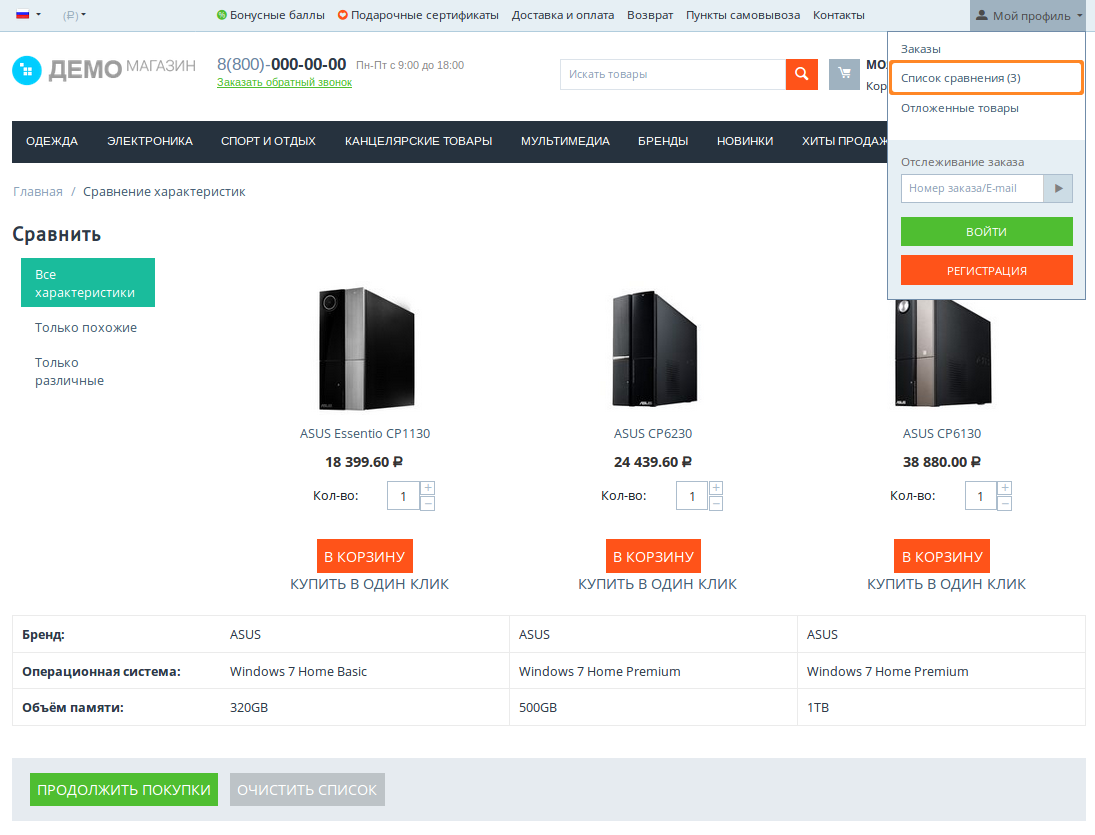 (₽) Бонусные баллы Подарочные сертификаты Доставка и оплата Возврат Пункты самовывоза Контакты Мой профиль
Заказы
Список сравнения (3)
Отложенные товары
Отслеживание заказа
Номер заказа/E-mail
ВОЙТИ
РЕГИСТРАЦИЯ
ДЕМО МАГАЗИН
8(800)-000-00-00 Пн-Пт с 9:00 до 18:00
Заказать обратный звонок
Искать товары
ОДЕЖДА ЭЛЕКТРОНИКА СПОРТ И ОТДЫХ КАНЦЕЛЯРСКИЕ ТОВАРЫ МУЛЬТИМЕДИА БРЕНДЫ НОВИНКИ ХИТЫ ПРОДАЖ
Главная / Сравнение характеристик
Сравнить
Все
характеристики
Только похожие
Только
различные
ASUS Essentio CP1130 ASUS CP6230 ASUS CP6130
18 399.60 ₽ 24 439.60 ₽ 38 880.00 ₽
Кол-во: 1 + − Кол-во: 1 + − Кол-во: 1 + −
В КОРЗИНУ В КОРЗИНУ В КОРЗИНУ
КУПИТЬ В ОДИН КЛИК КУПИТЬ В ОДИН КЛИК КУПИТЬ В ОДИН КЛИК
Бренд: ASUS ASUS ASUS
Операционная система: Windows 7 Home Basic Windows 7 Home Premium Windows 7 Home Premium
Объём памяти: 320GB 500GB 1TB
ПРОДОЛЖИТЬ ПОКУПКИ ОЧИСТИТЬ СПИСОК